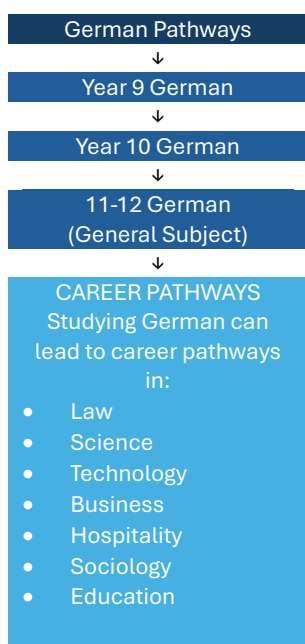 German Pathways
↓
Year 9 German
↓
Year 10 German
↓
11-12 German
(General Subject)
↓
CAREER PATHWAYS
Studying German can
lead to career pathways
in:
• Law
• Science
• Technology
• Business
• Hospitality
• Sociology
• Education